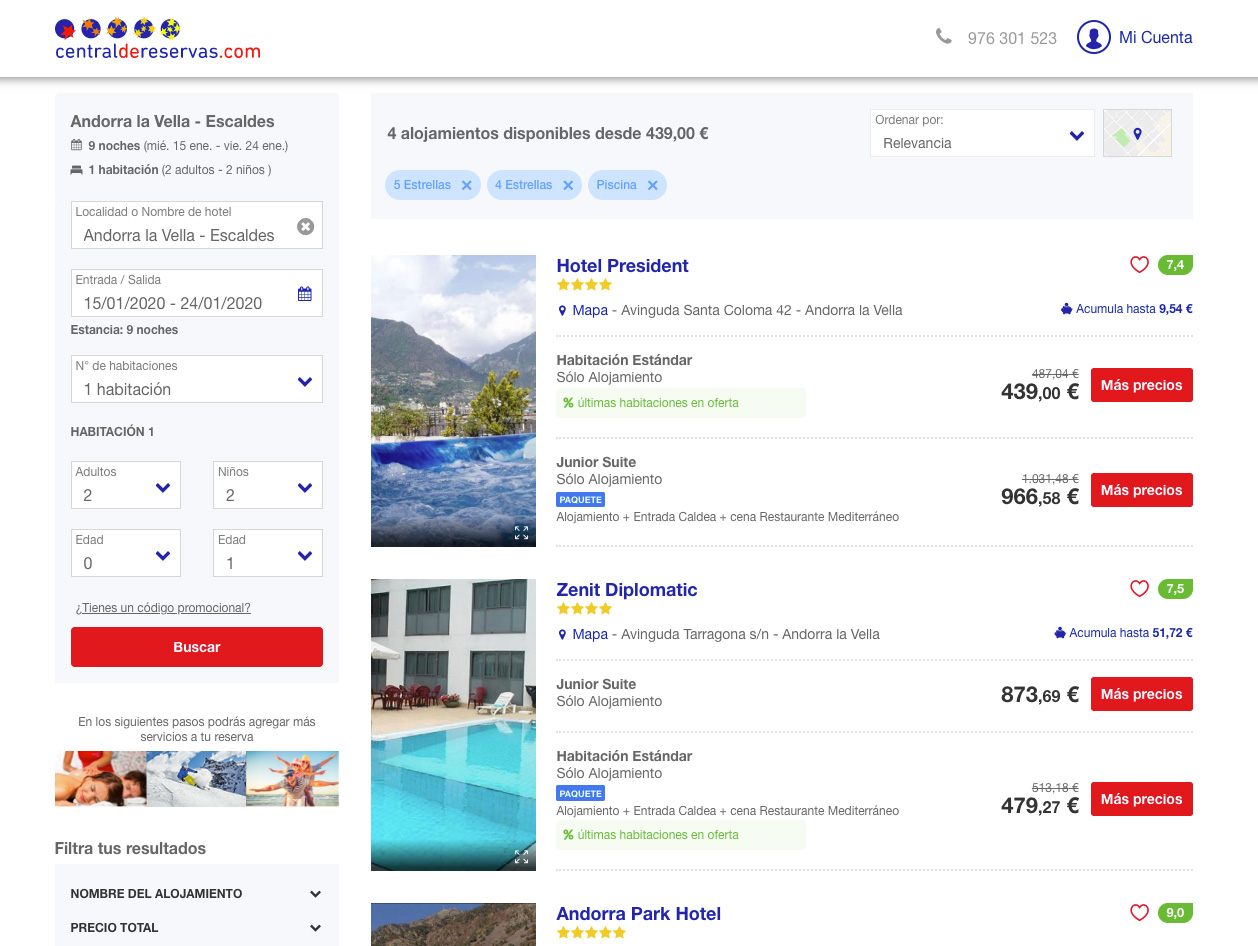 centraldereservas.com
976 301 523
Mi Cuenta
Andorra la Vella - Escaldes
9 noches (mié. 15 ene. - vie. 24 ene.)
1 habitación (2 adultos - 2 niños )
Localidad o Nombre de hotel
Andorra la Vella - Escaldes
Entrada / Salida
15/01/2020 - 24/01/2020
Estancia: 9 noches
N° de habitaciones
1 habitación
HABITACIÓN 1
Adultos
2
Niños
2
Edad
0
Edad
1
¿Tienes un código promocional?
Buscar
En los siguientes pasos podrás agregar más
servicios a tu reserva
Filtra tus resultados
NOMBRE DEL ALOJAMIENTO
PRECIO TOTAL
4 alojamientos disponibles desde 439,00 €
Ordenar por:
Relevancia
5 Estrellas
4 Estrellas
Piscina
Hotel President
7,4
Mapa - Avinguda Santa Coloma 42 - Andorra la Vella
Acumula hasta 9,54 €
Habitación Estándar
Sólo Alojamiento
% últimas habitaciones en oferta
487,04 €
439,00 €
Más precios
Junior Suite
Sólo Alojamiento
PAQUETE
Alojamiento + Entrada Caldea + cena Restaurante Mediterráneo
1.031,48 €
966,58 €
Más precios
Zenit Diplomatic
7,5
Mapa - Avinguda Tarragona s/n - Andorra la Vella
Acumula hasta 51,72 €
Junior Suite
Sólo Alojamiento
873,69 €
Más precios
Habitación Estándar
Sólo Alojamiento
PAQUETE
Alojamiento + Entrada Caldea + cena Restaurante Mediterráneo
% últimas habitaciones en oferta
513,18 €
479,27 €
Más precios
Andorra Park Hotel
9,0